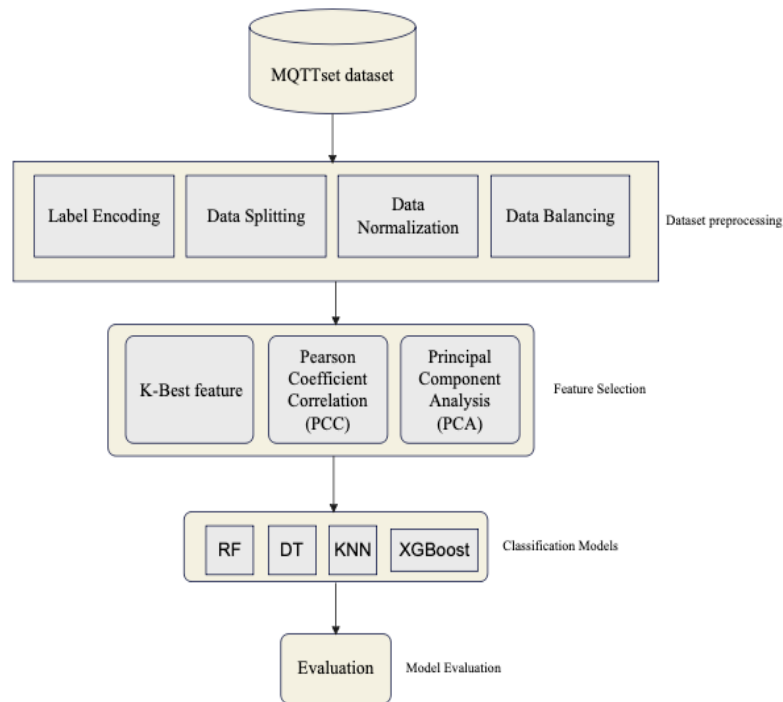 MQTTset dataset
Label Encoding
Data Splitting
Data
Normalization
Data Balancing
Dataset preprocessing
K-Best feature
Pearson
Coefficient
Correlation
(PCC)
Principal
Component
Analysis
(PCA)
Feature Selection
RF
DT
KNN
XGBoost
Classification Models
Evaluation
Model Evaluation